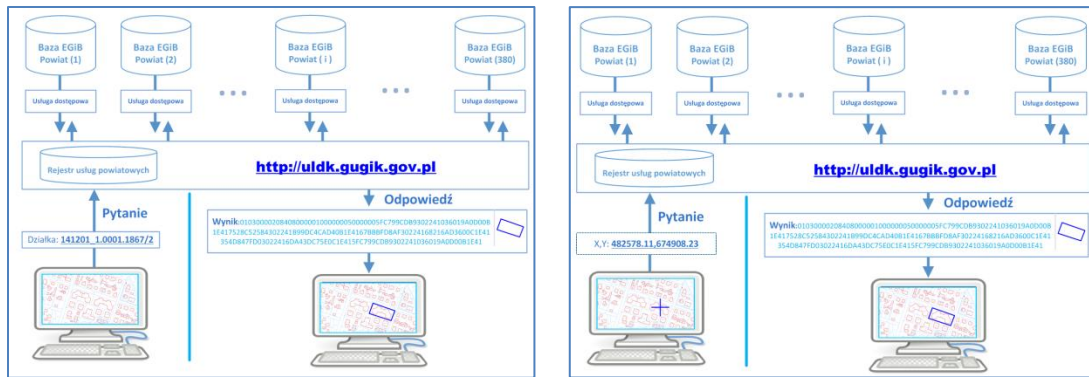 Baza EGiB
Powiat (1)
Baza EGiB
Powiat (2)
Baza EGiB
Powiat ( i )
Baza EGiB
Powiat (380)
Usługa dostępowa
Usługa dostępowa
Usługa dostępowa
Usługa dostępowa
Rejestr usług powiatowych
http://uldk.gugik.gov.pl
Pytanie
Odpowiedź
Działka: 141201_1.0001.1867/2
Wynik:
Baza EGiB
Powiat (1)
Baza EGiB
Powiat (2)
Baza EGiB
Powiat ( i )
Baza EGiB
Powiat (380)
Usługa dostępowa
Usługa dostępowa
Usługa dostępowa
Usługa dostępowa
Rejestr usług powiatowych
http://uldk.gugik.gov.pl
Pytanie
Odpowiedź
X,Y: 482578.11,674908.23
Wynik: